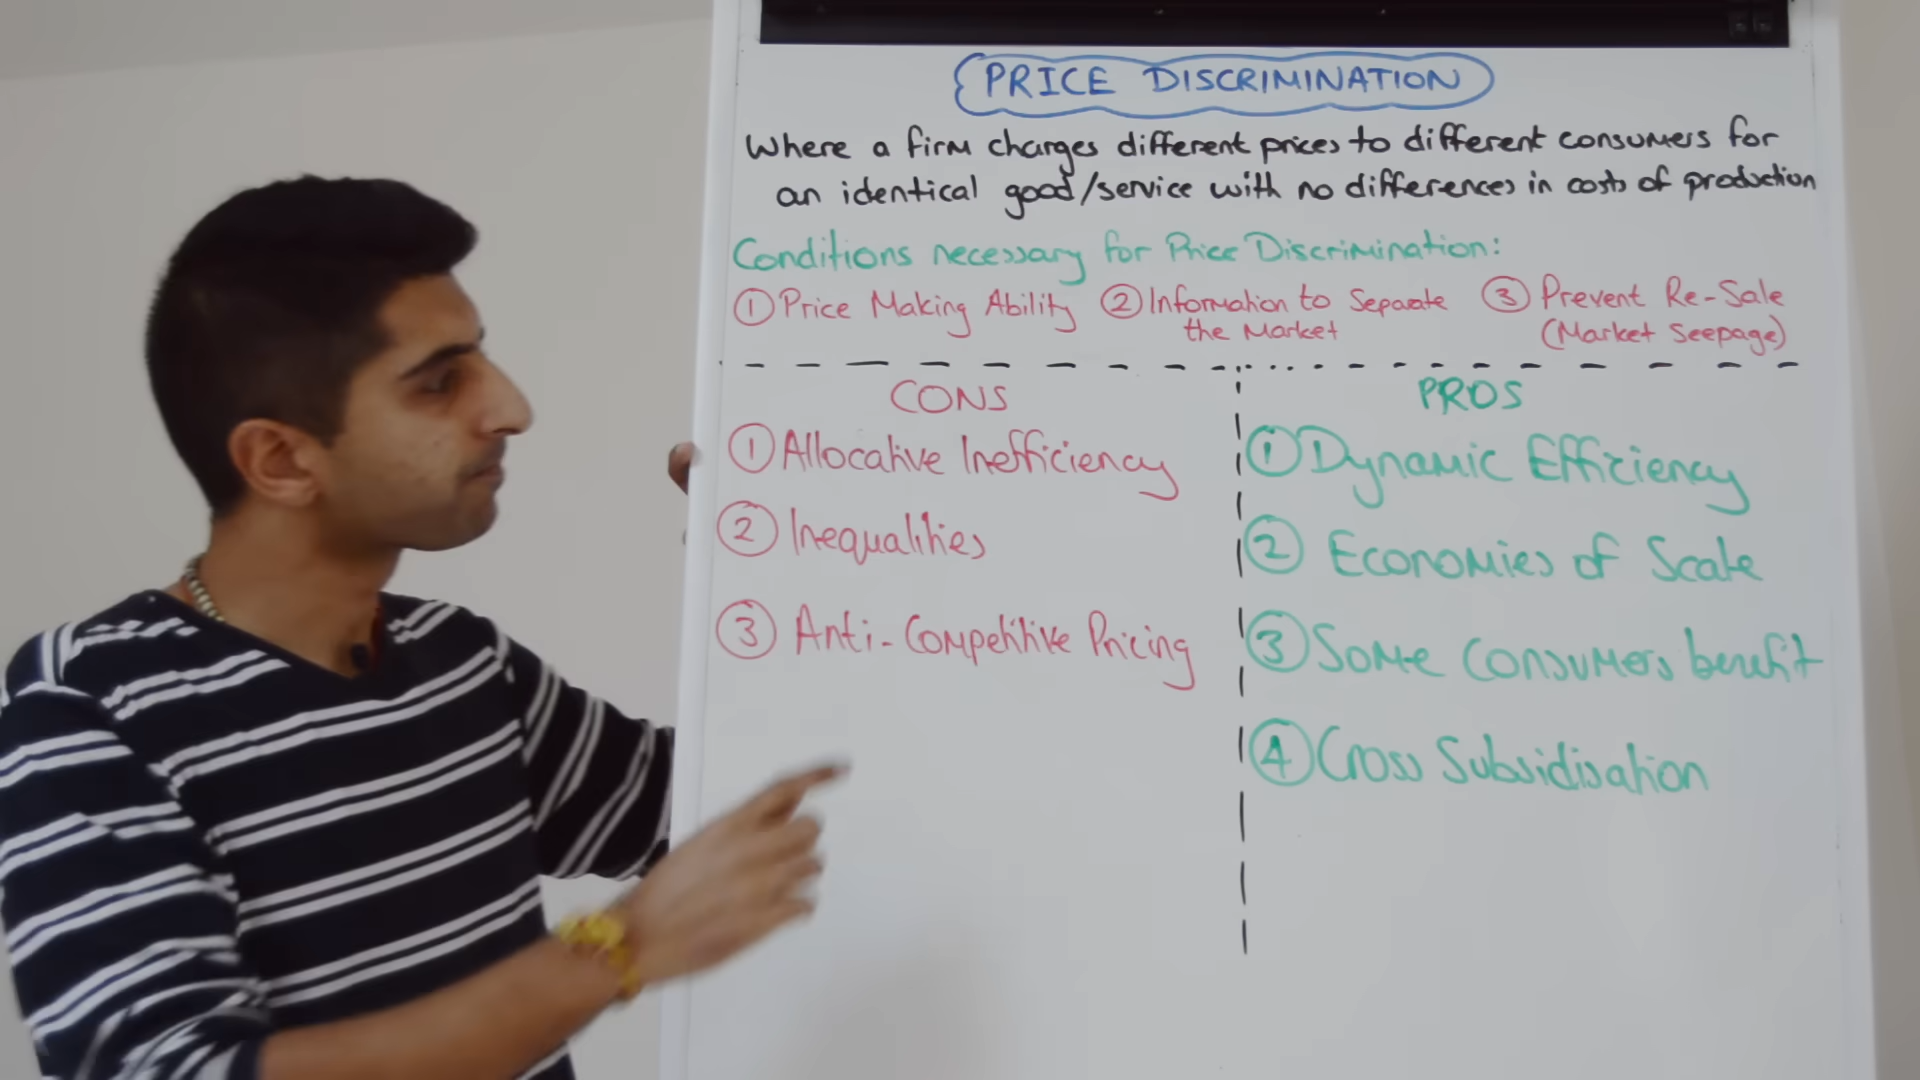 PRICE DISCRIMINATION
Where a firm charges different prices to different consumers for
an identical good/service with no differences in costs of production
Conditions necessary for Price Discrimination:
① Price Making Ability ② Information to Separate the Market ③ Prevent Re-Sale (Market Seepage)
CONS
① Allocative Inefficiency
② Inequalities
③ Anti-Competitive Pricing
PROS
① Dynamic Efficiency
② Economies of Scale
③ Some Consumers benefit
④ Cross Subsidisation